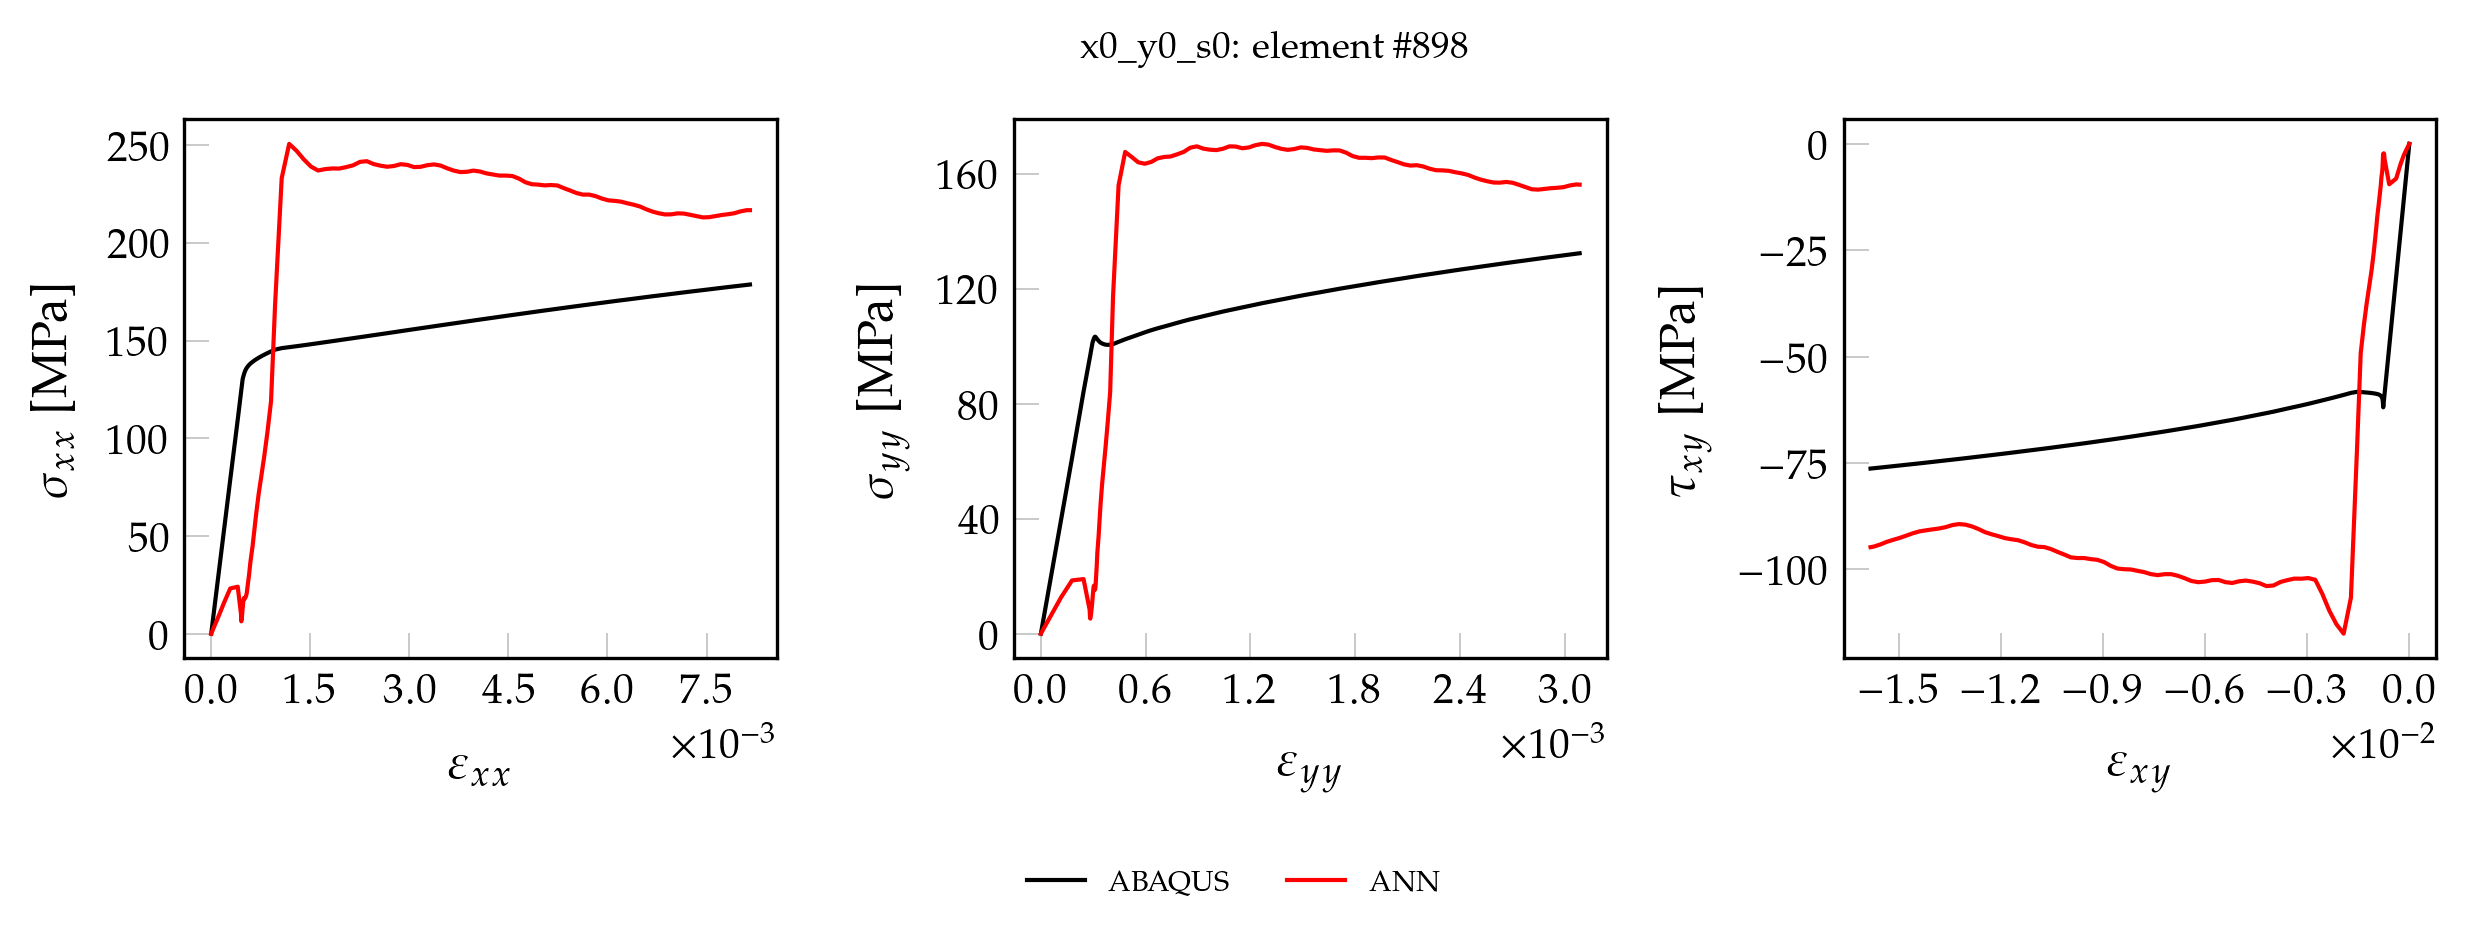 x0_y0_s0: element #898
250
200
150
100
50
0
σxx [MPa]
0.0 1.5 3.0 4.5 6.0 7.5
×10−3
εxx
160
120
80
40
0
σyy [MPa]
0.0 0.6 1.2 1.8 2.4 3.0
×10−3
εyy
0
−25
−50
−75
−100
τxy [MPa]
−1.5 −1.2 −0.9 −0.6 −0.3 0.0
×10−2
εxy
ABAQUS ANN